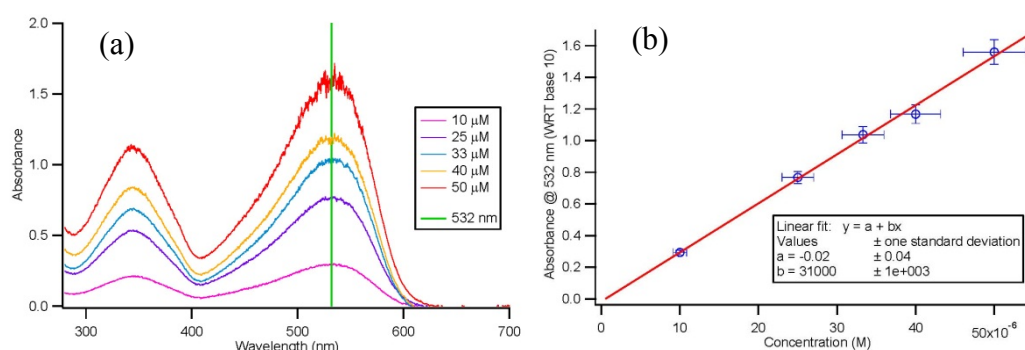 (a)
2.0
1.5
1.0
0.5
0.0
Absorbance
300
400
500
600
700
Wavelength (nm)
10 μM
25 μM
33 μM
40 μM
50 μM
532 nm
(b)
1.6
1.4
1.2
1.0
0.8
0.6
0.4
0.2
0.0
Absorbance @ 532 nm (WRT base 10)
0
10
20
30
40
50x10⁻⁶
Concentration (M)
Linear fit: y = a + bx
Values ± one standard deviation
a = -0.02 ± 0.04
b = 31000 ± 1e+003